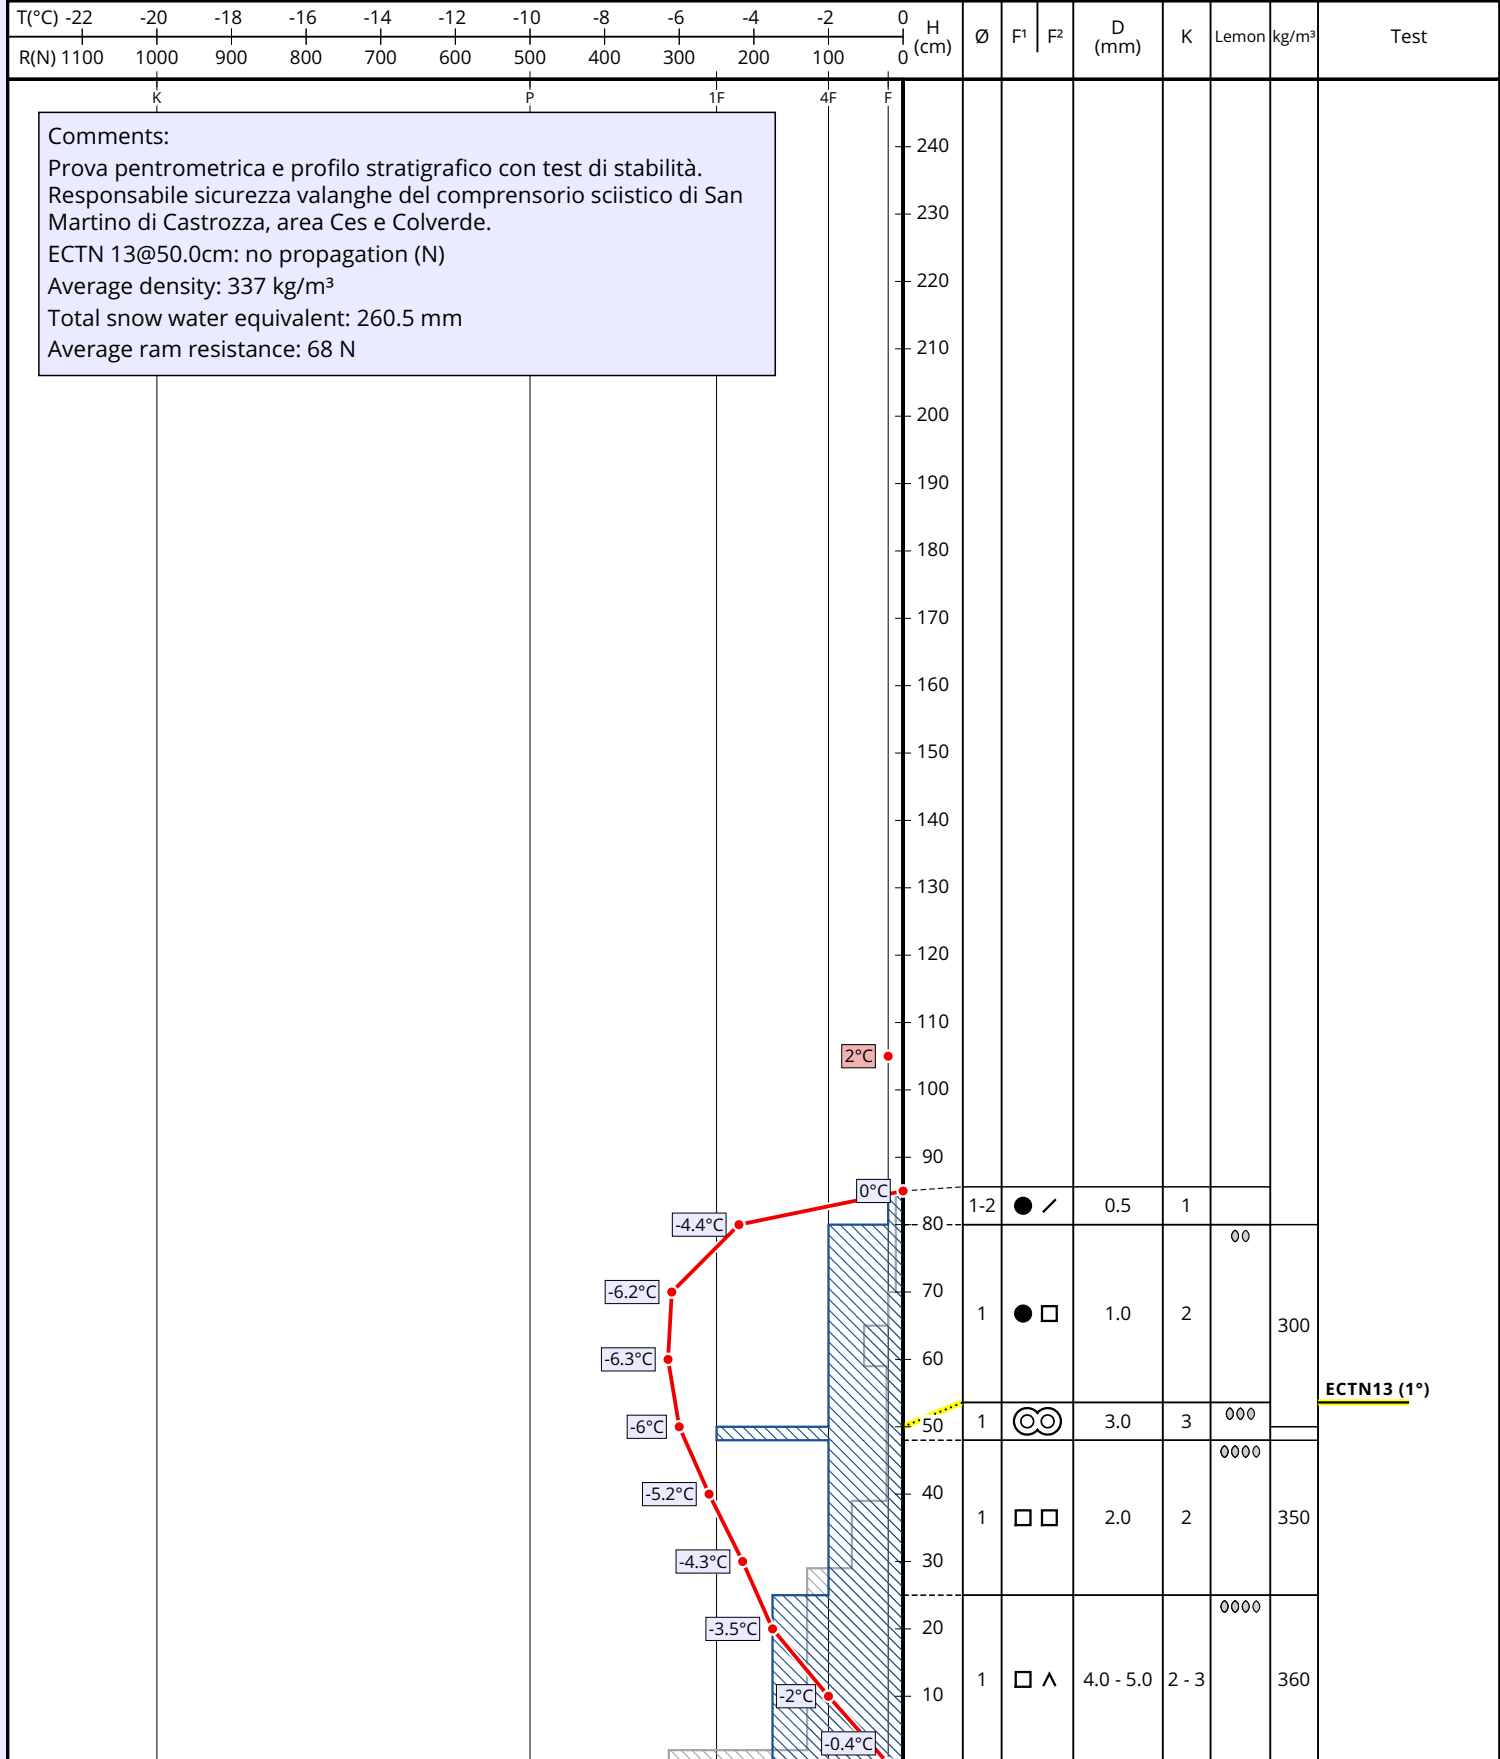 T(°C) -22 -20 -18 -16 -14 -12 -10 -8 -6 -4 -2 0
R(N) 1100 1000 900 800 700 600 500 400 300 200 100 0
H (cm) Ø F¹ F² D (mm) K Lemon kg/m³ Test
K P 1F 4F F
Comments:
Prova pentrometrica e profilo stratigrafico con test di stabilità.
Responsabile sicurezza valanghe del comprensorio sciistico di San
Martino di Castrozza, area Ces e Colverde.
ECTN 13@50.0cm: no propagation (N)
Average density: 337 kg/m³
Total snow water equivalent: 260.5 mm
Average ram resistance: 68 N
240
230
220
210
200
190
180
170
160
150
140
130
120
110
2°C
100
90
0°C
1-2 0.5 1
-4.4°C 80
-6.2°C 70
1 1.0 2 300
-6.3°C 60
ECTN13 (1°)
-6°C 50 1 3.0 3
-5.2°C 40
1 2.0 2 350
-4.3°C 30
-3.5°C 20
1 4.0 - 5.0 2 - 3 360
-2°C 10
-0.4°C